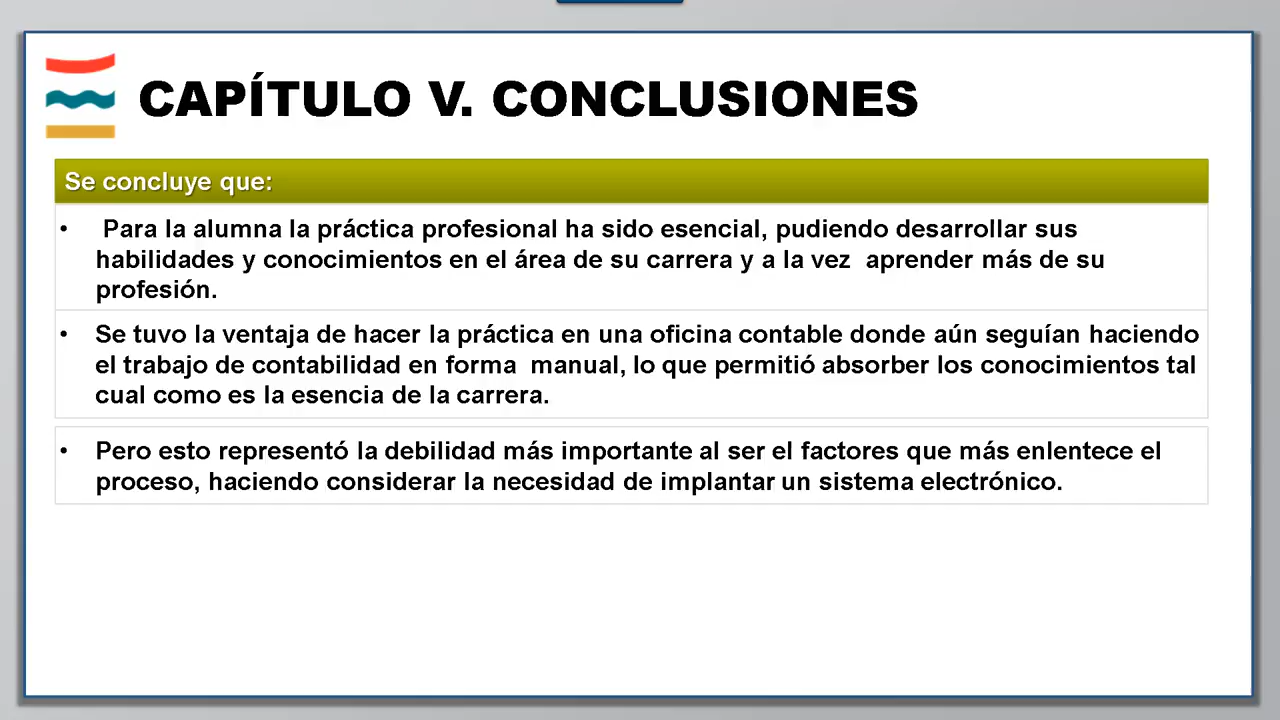 CAPÍTULO V. CONCLUSIONES
Se concluye que:
• Para la alumna la práctica profesional ha sido esencial, pudiendo desarrollar sus
habilidades y conocimientos en el área de su carrera y a la vez aprender más de su
profesión.
• Se tuvo la ventaja de hacer la práctica en una oficina contable donde aún seguían haciendo
el trabajo de contabilidad en forma manual, lo que permitió absorber los conocimientos tal
cual como es la esencia de la carrera.
• Pero esto representó la debilidad más importante al ser el factores que más enlentece el
proceso, haciendo considerar la necesidad de implantar un sistema electrónico.